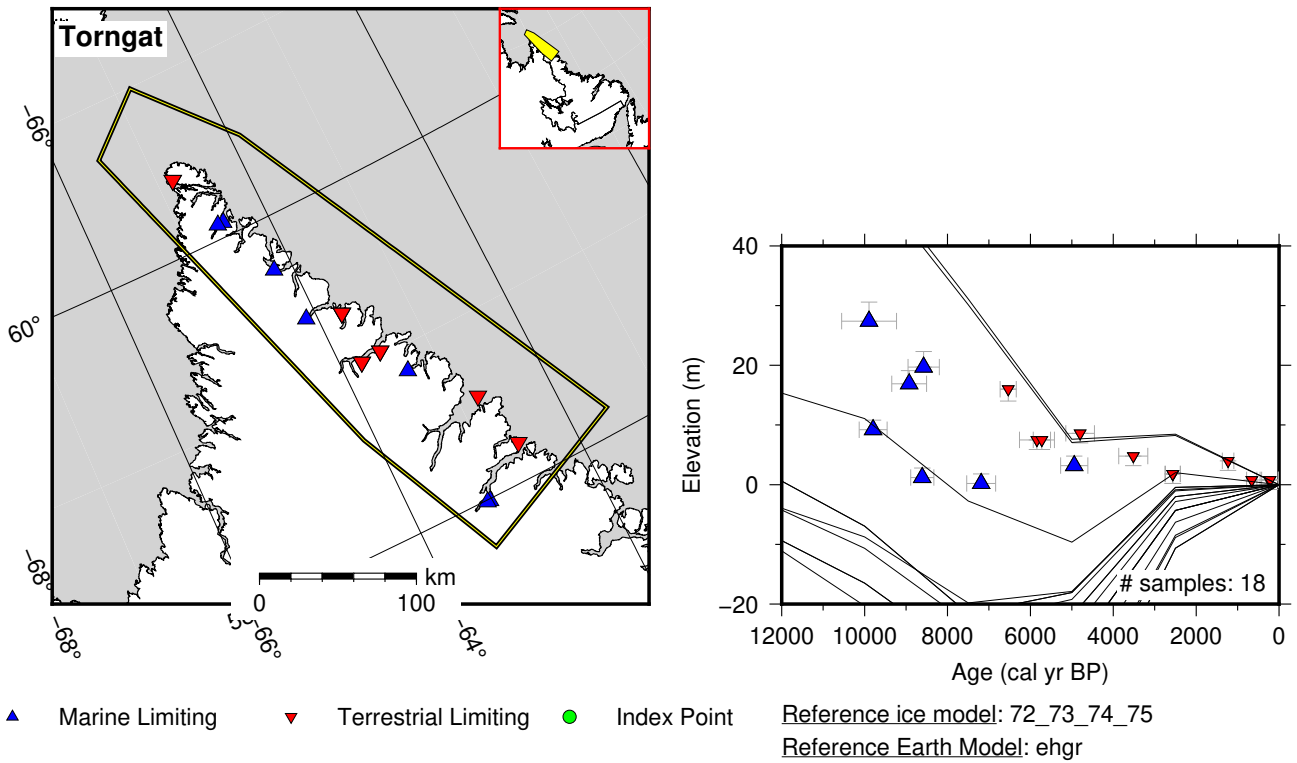 Torngat
−66°
60°
−68°
−68°
−66°
−64°
km
0 100
40
20
0
−20
Elevation (m)
# samples: 18
12000 10000 8000 6000 4000 2000 0
Age (cal yr BP)
Marine Limiting Terrestrial Limiting Index Point
Reference ice model: 72_73_74_75
Reference Earth Model: ehgr